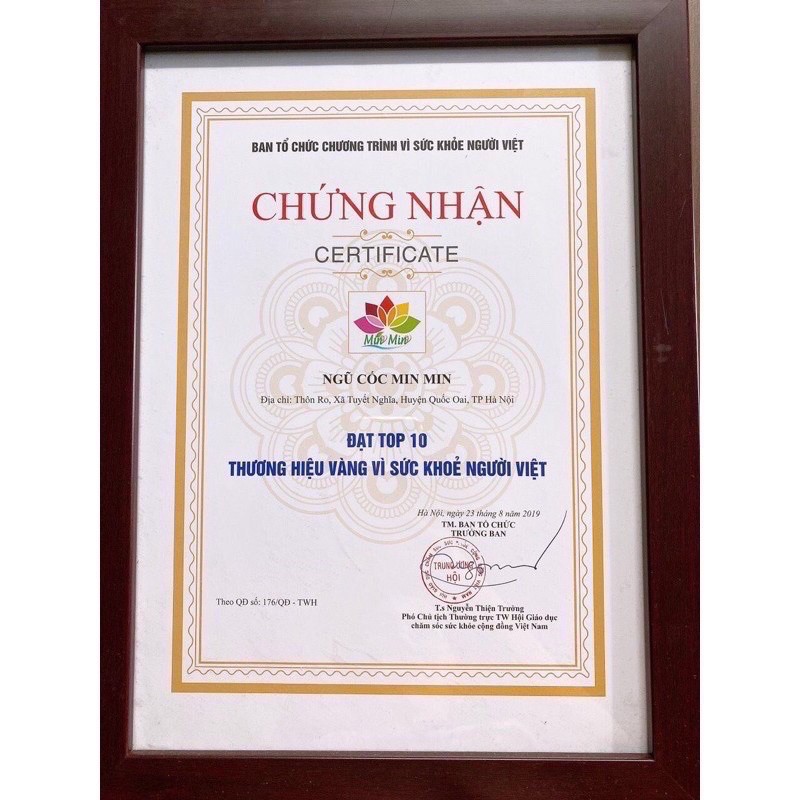 BAN TỔ CHỨC CHƯƠNG TRÌNH VÌ SỨC KHỎE NGƯỜI VIỆT
CHỨNG NHẬN
CERTIFICATE
Min Min
NGŨ CỐC MIN MIN
Địa chỉ: Thôn Ro, Xã Tuyết Nghĩa, Huyện Quốc Oai, TP Hà Nội
ĐẠT TOP 10
THƯƠNG HIỆU VÀNG VÌ SỨC KHOẺ NGƯỜI VIỆT
Hà Nội, ngày 23 tháng 8 năm 2019
TM. BAN TỔ CHỨC
TRƯỞNG BAN
TRUNG ƯƠNG
HỘI
Theo QĐ số: 176/QĐ - TWH
T.s Nguyễn Thiện Trưởng
Phó Chủ tịch Thường trực TW Hội Giáo dục
chăm sóc sức khỏe cộng đồng Việt Nam